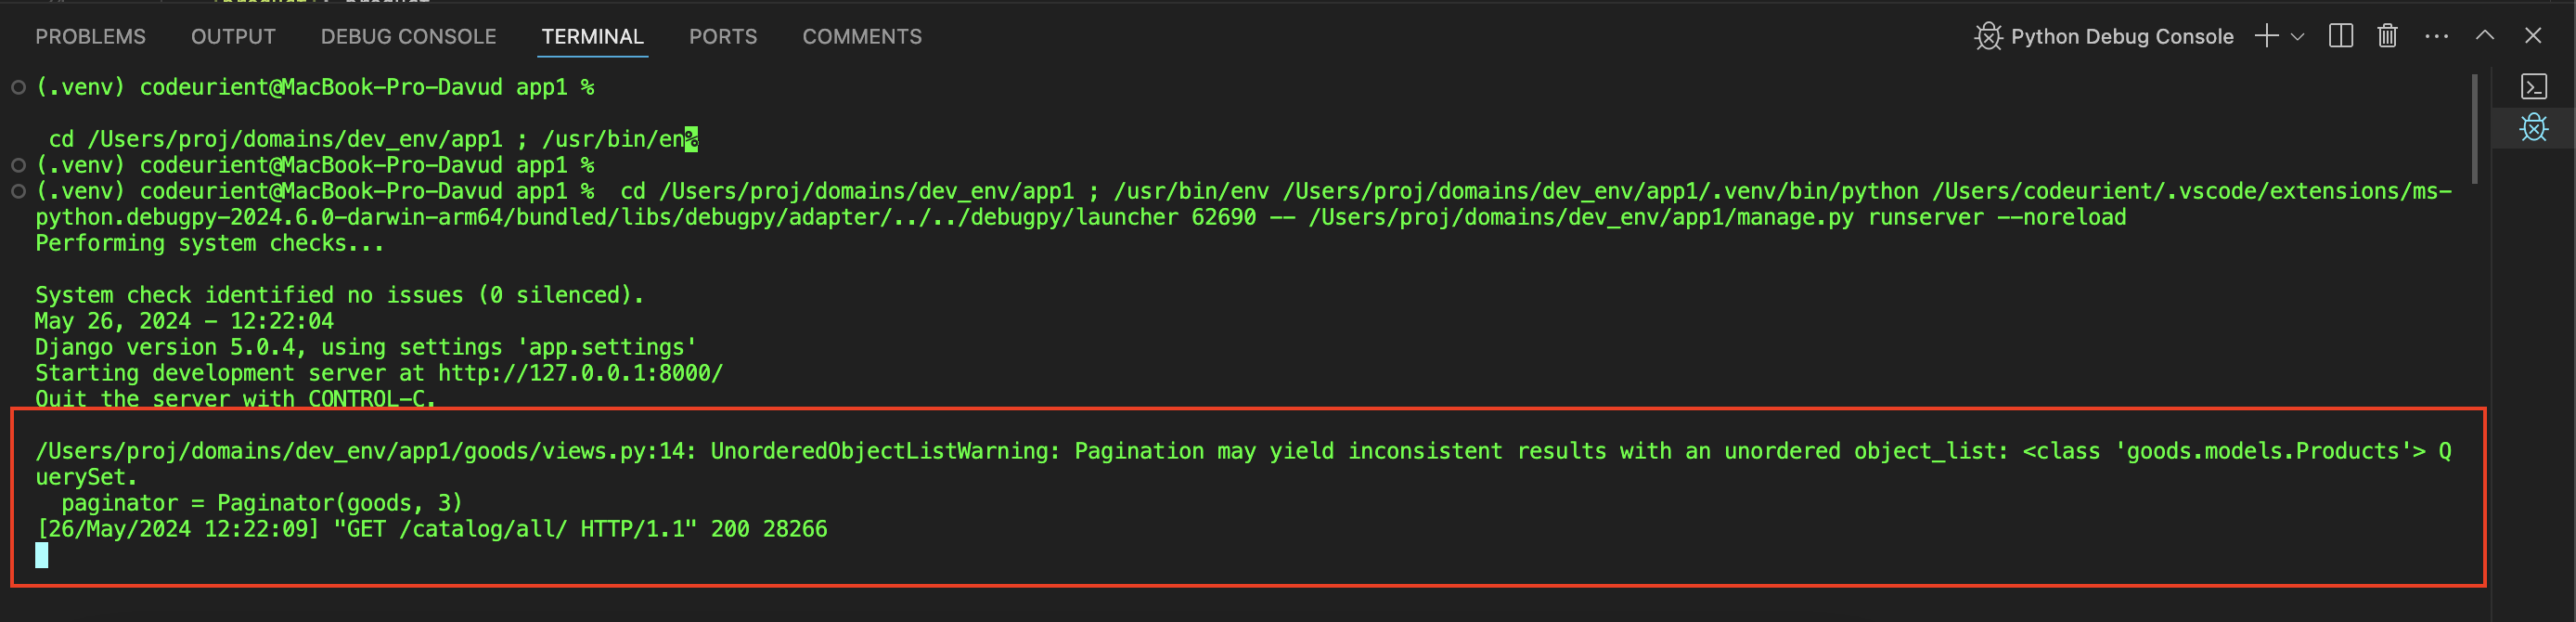 PROBLEMS OUTPUT DEBUG CONSOLE TERMINAL PORTS COMMENTS Python Debug Console
(.venv) codeurient@MacBook-Pro-Davud app1 %
cd /Users/proj/domains/dev_env/app1 ; /usr/bin/en%
(.venv) codeurient@MacBook-Pro-Davud app1 %
(.venv) codeurient@MacBook-Pro-Davud app1 %  cd /Users/proj/domains/dev_env/app1 ; /usr/bin/env /Users/proj/domains/dev_env/app1/.venv/bin/python /Users/codeurient/.vscode/extensions/ms-
python.debugpy-2024.6.0-darwin-arm64/bundled/libs/debugpy/adapter/../../debugpy/launcher 62690 -- /Users/proj/domains/dev_env/app1/manage.py runserver --noreload
Performing system checks...
System check identified no issues (0 silenced).
May 26, 2024 - 12:22:04
Django version 5.0.4, using settings 'app.settings'
Starting development server at http://127.0.0.1:8000/
Quit the server with CONTROL-C.
/Users/proj/domains/dev_env/app1/goods/views.py:14: UnorderedObjectListWarning: Pagination may yield inconsistent results with an unordered object_list: <class 'goods.models.Products'> Q
uerySet.
paginator = Paginator(goods, 3)
[26/May/2024 12:22:09] "GET /catalog/all/ HTTP/1.1" 200 28266